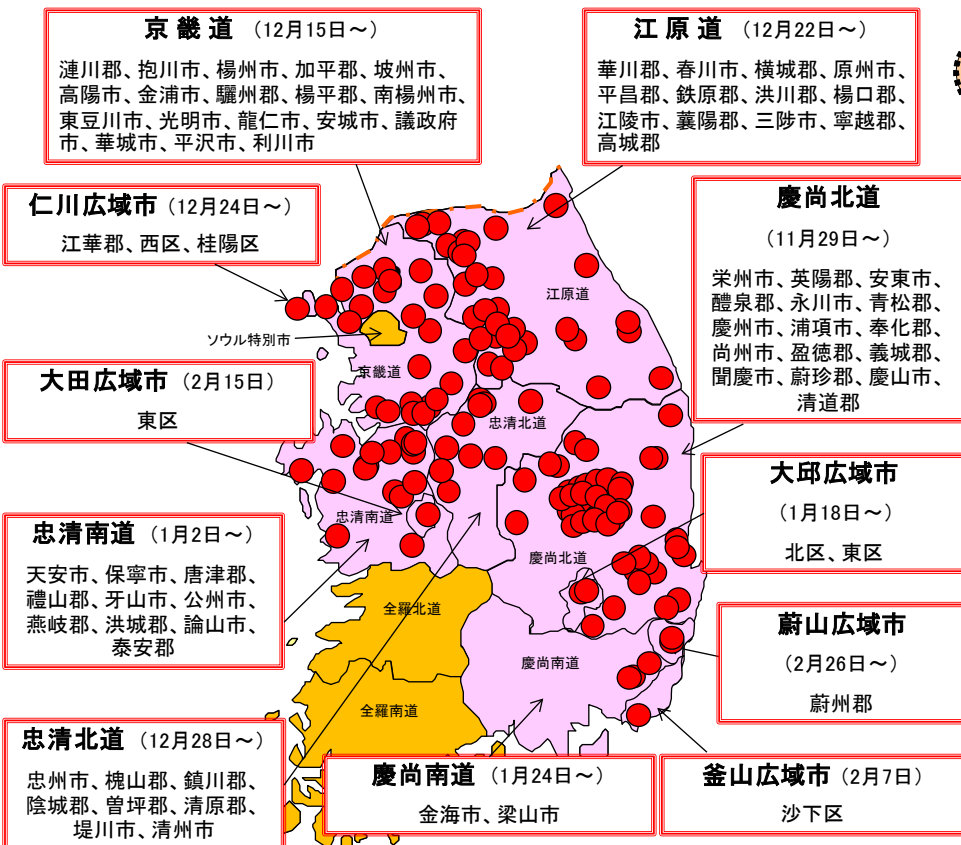 京畿道 (12月15日～)
漣川郡、抱川市、楊州市、加平郡、坡州市、
高陽市、金浦市、驪州郡、楊平郡、南楊州市、
東豆川市、光明市、龍仁市、安城市、議政府
市、華城市、平沢市、利川市
江原道 (12月22日～)
華川郡、春川市、横城郡、原州市、
平昌郡、鉄原郡、洪川郡、楊口郡、
江陵市、襄陽郡、三陟市、寧越郡、
高城郡
仁川広域市 (12月24日～)
江華郡、西区、桂陽区
慶尚北道
(11月29日～)
栄州市、英陽郡、安東市、
醴泉郡、永川市、青松郡、
慶州市、浦項市、奉化郡、
尚州市、盈徳郡、義城郡、
聞慶市、蔚珍郡、慶山市、
清道郡
江原道
ソウル特別市
京畿道
大田広域市 (2月15日)
東区
忠清北道
大邱広域市
(1月18日～)
北区、東区
忠清南道 (1月2日～)
天安市、保寧市、唐津郡、
禮山郡、牙山市、公州市、
燕岐郡、洪城郡、論山市、
泰安郡
忠清南道
慶尚北道
全羅北道
蔚山広域市
(2月26日～)
蔚州郡
慶尚南道
全羅南道
忠清北道 (12月28日～)
忠州市、槐山郡、鎮川郡、
陰城郡、曽坪郡、清原郡、
堤川市、清州市
慶尚南道 (1月24日～)
金海市、梁山市
釜山広域市 (2月7日)
沙下区